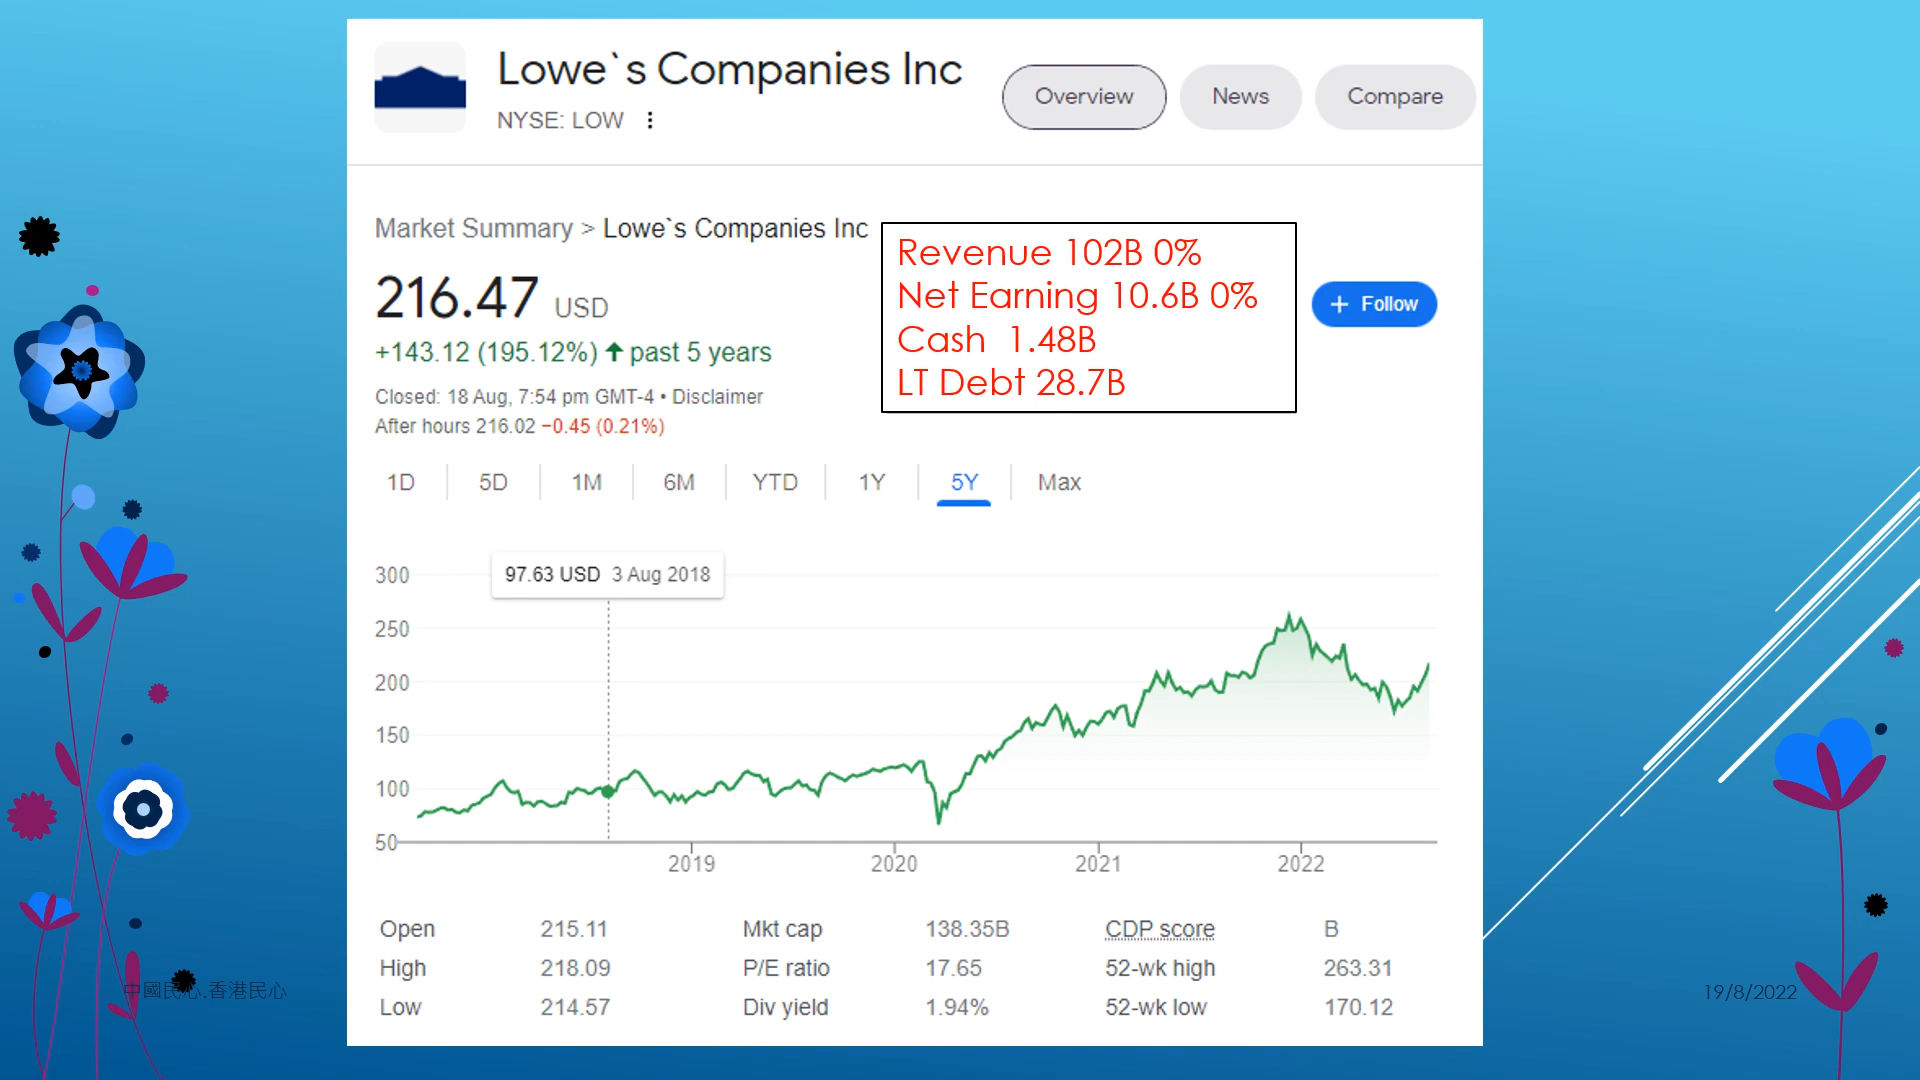 Lowe`s Companies Inc
NYSE: LOW
Overview
News
Compare
Market Summary > Lowe`s Companies Inc
216.47 USD
+143.12 (195.12%) ↑ past 5 years
Closed: 18 Aug, 7:54 pm GMT-4 • Disclaimer
After hours 216.02 −0.45 (0.21%)
Revenue 102B 0%
Net Earning 10.6B 0%
Cash 1.48B
LT Debt 28.7B
+ Follow
1D 5D 1M 6M YTD 1Y 5Y Max
97.63 USD 3 Aug 2018
300
250
200
150
100
50
2019 2020 2021 2022
Open 215.11 Mkt cap 138.35B CDP score B
High 218.09 P/E ratio 17.65 52-wk high 263.31
Low 214.57 Div yield 1.94% 52-wk low 170.12
中國民心.香港民心
19/8/2022